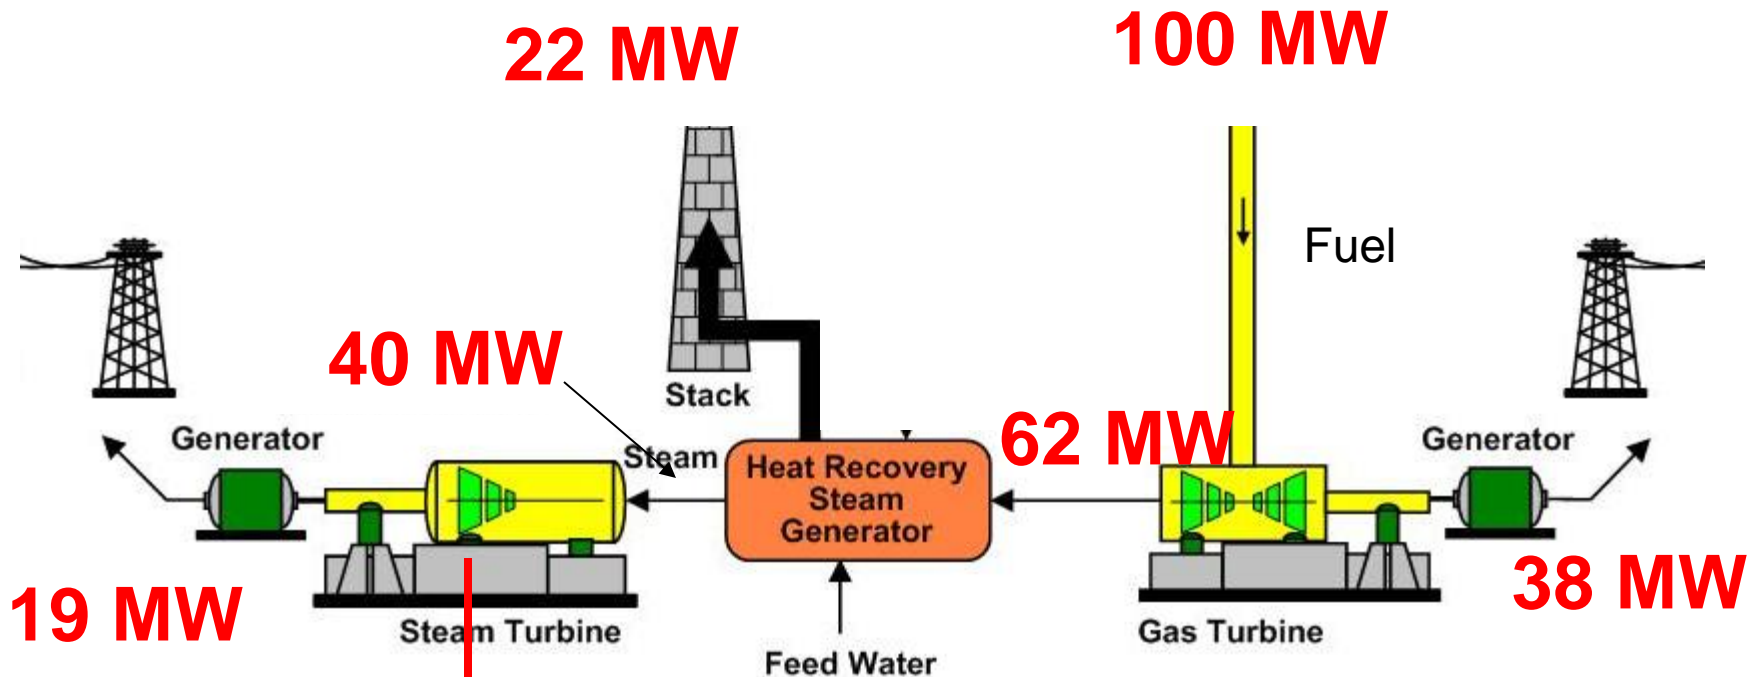 22 MW
100 MW
Fuel
40 MW
Stack
62 MW
Generator
Generator
Steam
Heat Recovery
Steam
Generator
19 MW
38 MW
Steam Turbine
Gas Turbine
Feed Water